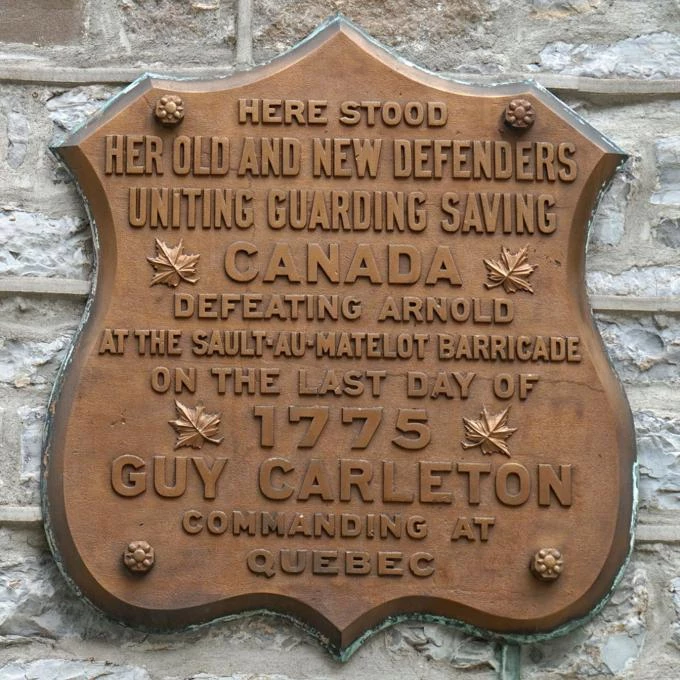 HERE STOOD
HER OLD AND NEW DEFENDERS
UNITING GUARDING SAVING
CANADA
DEFEATING ARNOLD
AT THE SAULT-AU-MATELOT BARRICADE
ON THE LAST DAY OF
1775
GUY CARLETON
COMMANDING AT
QUEBEC